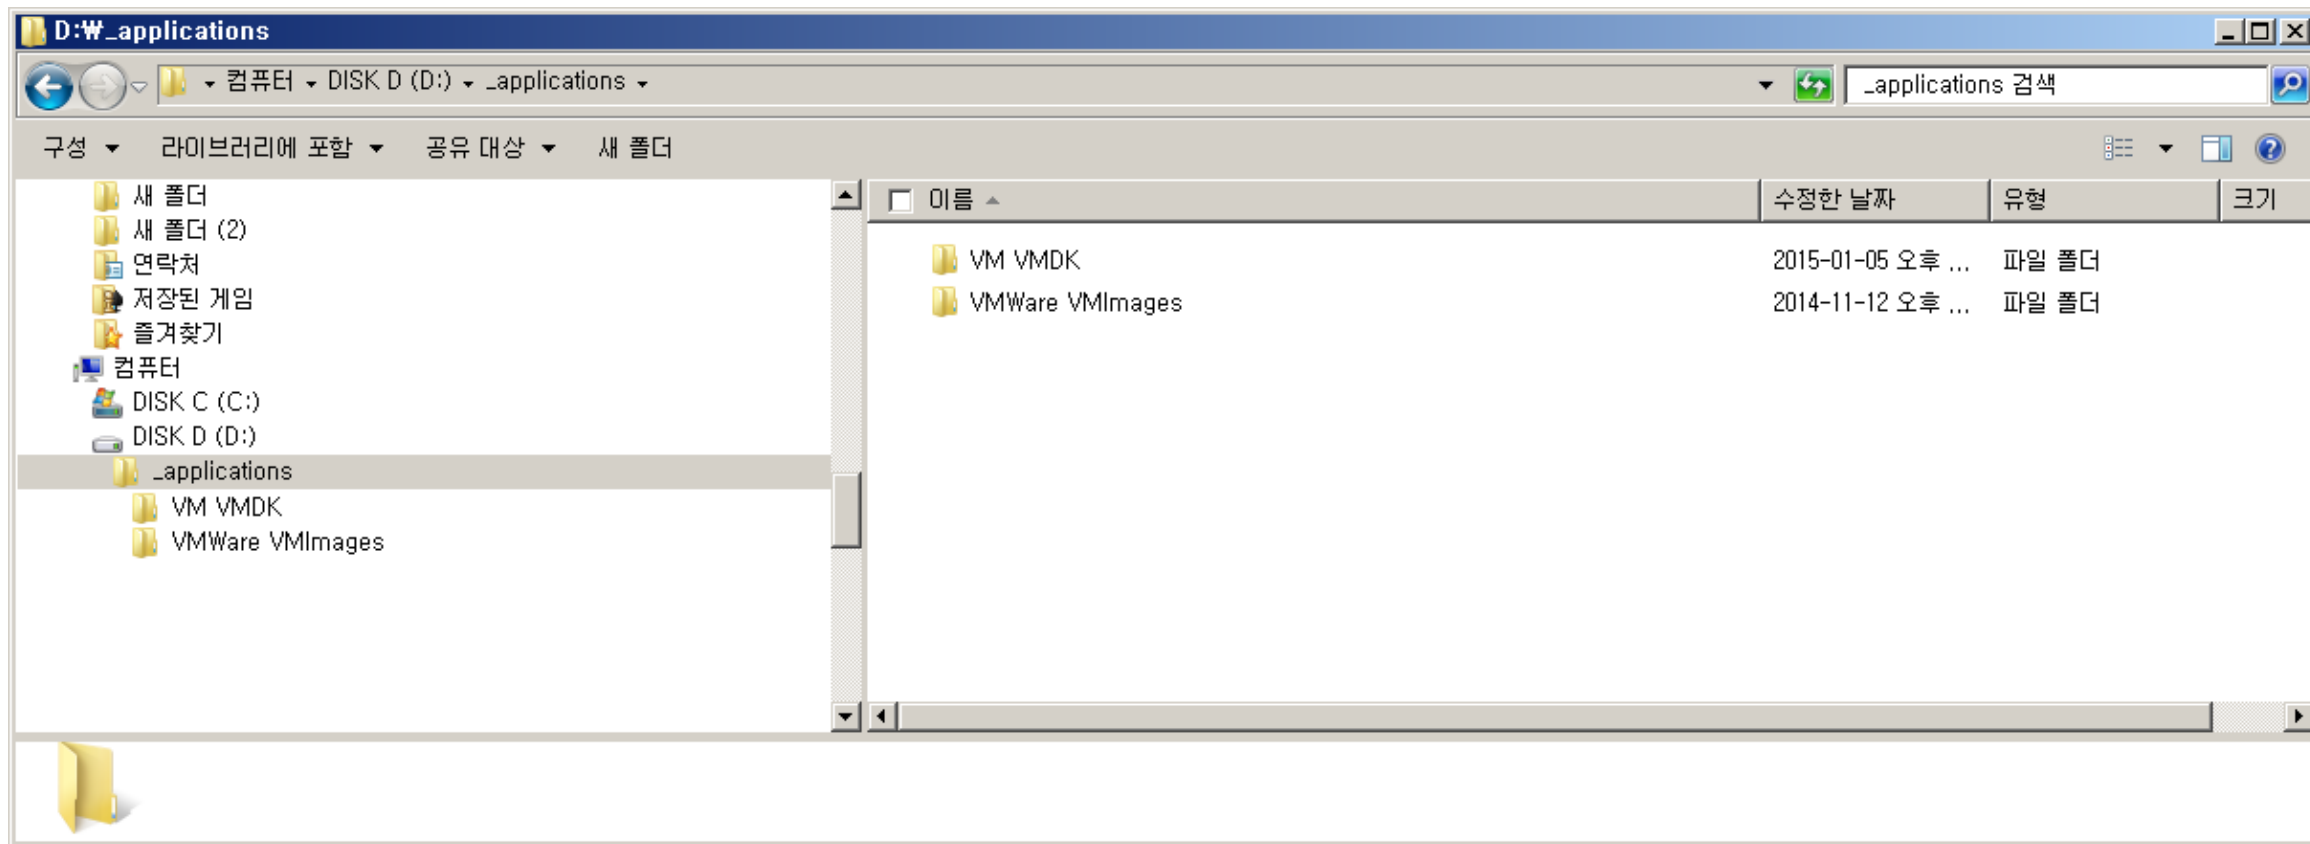 D:₩_applications
컴퓨터 DISK D (D:) _applications
_applications 검색
구성 라이브러리에 포함 공유 대상 새 폴더
새 폴더
새 폴더 (2)
연락처
저장된 게임
즐겨찾기
컴퓨터
DISK C (C:)
DISK D (D:)
_applications
VM VMDK
VMWare VMImages
이름 수정한 날짜 유형 크기
VM VMDK 2015-01-05 오후 ... 파일 폴더
VMWare VMImages 2014-11-12 오후 ... 파일 폴더